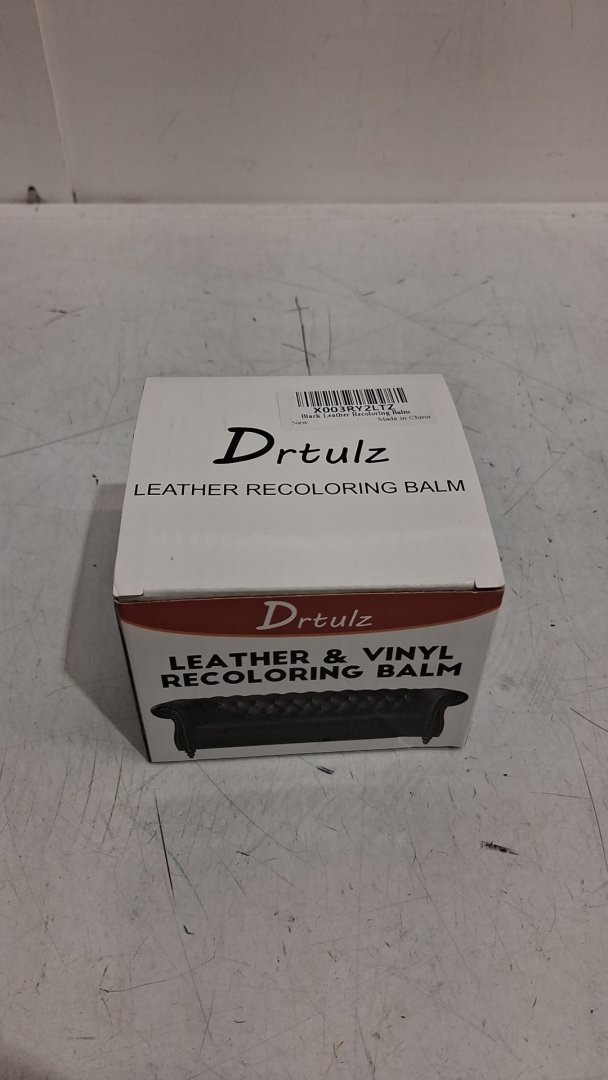 X003RY2LTZ
Black Leather Recoloring Balm
New Made in China
Drtulz
LEATHER RECOLORING BALM
Drtulz
LEATHER & VINYL
RECOLORING BALM